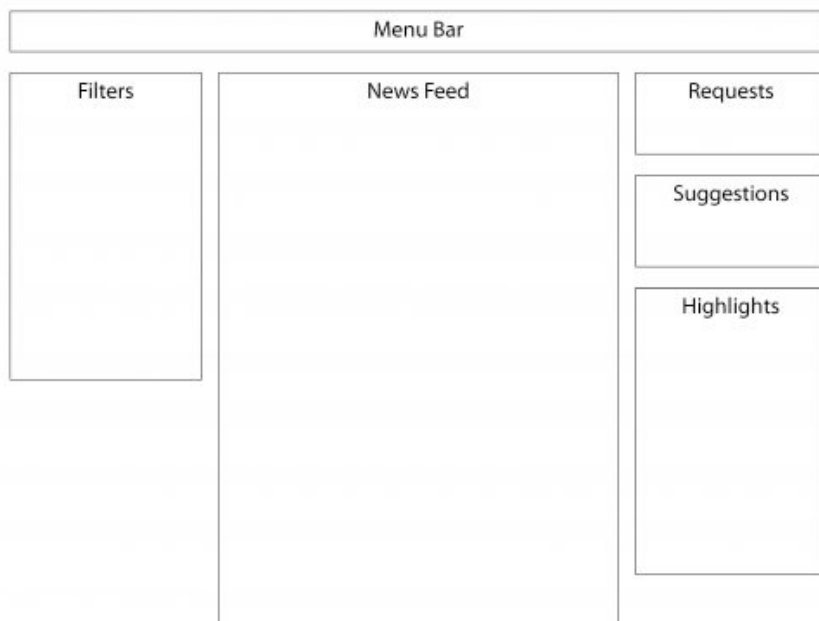 Menu Bar
Filters
News Feed
Requests
Suggestions
Highlights